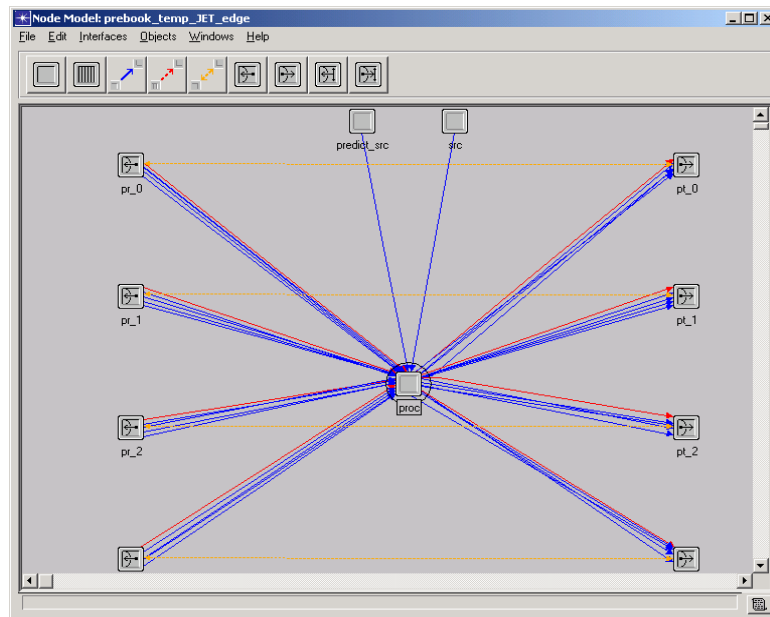 Node Model: prebook_temp_JET_edge
File Edit Interfaces Objects Windows Help
predict_src
src
pr_0
pt_0
pr_1
pt_1
proc
pr_2
pt_2